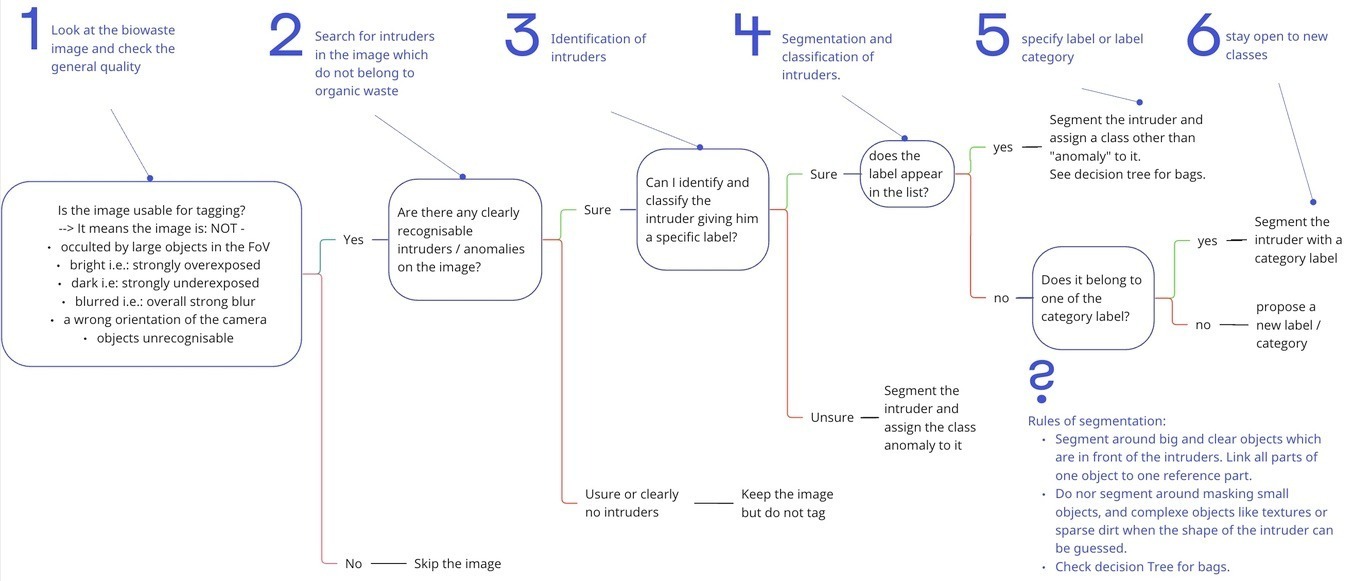 1
Look at the biowaste
image and check the
general quality
2
Search for intruders
in the image which
do not belong to
organic waste
3
Identification of
intruders
4
Segmentation and
classification of
intruders.
5
specify label or label
category
6
stay open to new
classes
Is the image usable for tagging?
--> It means the image is: NOT -
• occulted by large objects in the FoV
• bright i.e.: strongly overexposed
• dark i.e: strongly underexposed
• blurred i.e.: overall strong blur
• a wrong orientation of the camera
• objects unrecognisable
Yes
No
Skip the image
Are there any clearly
recognisable
intruders / anomalies
on the image?
Sure
Usure or clearly
no intruders
Keep the image
but do not tag
Can I identify and
classify the
intruder giving him
a specific label?
Sure
Unsure
Segment the
intruder and
assign the class
anomaly to it
does the
label appear
in the list?
yes
Segment the intruder and
assign a class other than
"anomaly" to it.
See decision tree for bags.
no
Does it belong to
one of the
category label?
yes
Segment the
intruder with a
category label
no
propose a
new label /
category
?
Rules of segmentation:
• Segment around big and clear objects which
are in front of the intruders. Link all parts of
one object to one reference part.
• Do nor segment around masking small
objects, and complexe objects like textures or
sparse dirt when the shape of the intruder can
be guessed.
• Check decision Tree for bags.